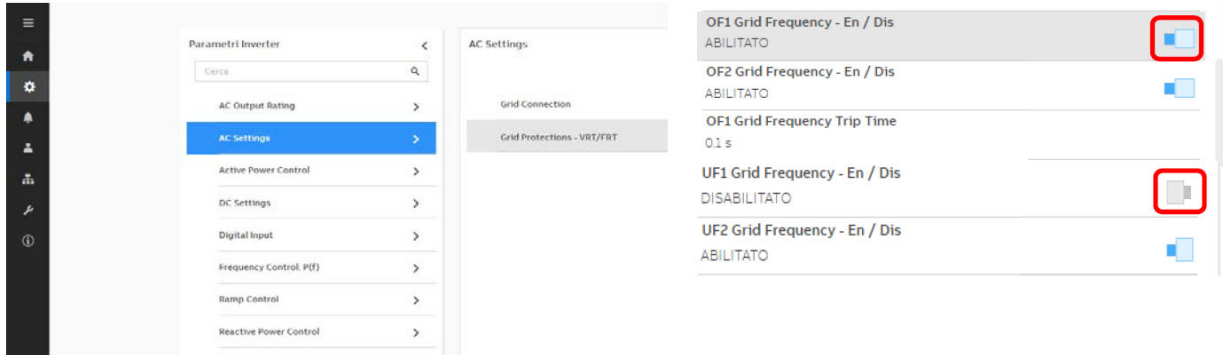 Parametri Inverter
Cerca
AC Output Rating
AC Settings
Active Power Control
DC Settings
Digital Input
Frequency Control. P(f)
Ramp Control
Reactive Power Control
AC Settings
Grid Connection
Grid Protections - VRT/FRT
OF1 Grid Frequency - En / Dis
ABILITATO
OF2 Grid Frequency - En / Dis
ABILITATO
OF1 Grid Frequency Trip Time
0.1 s
UF1 Grid Frequency - En / Dis
DISABILITATO
UF2 Grid Frequency - En / Dis
ABILITATO